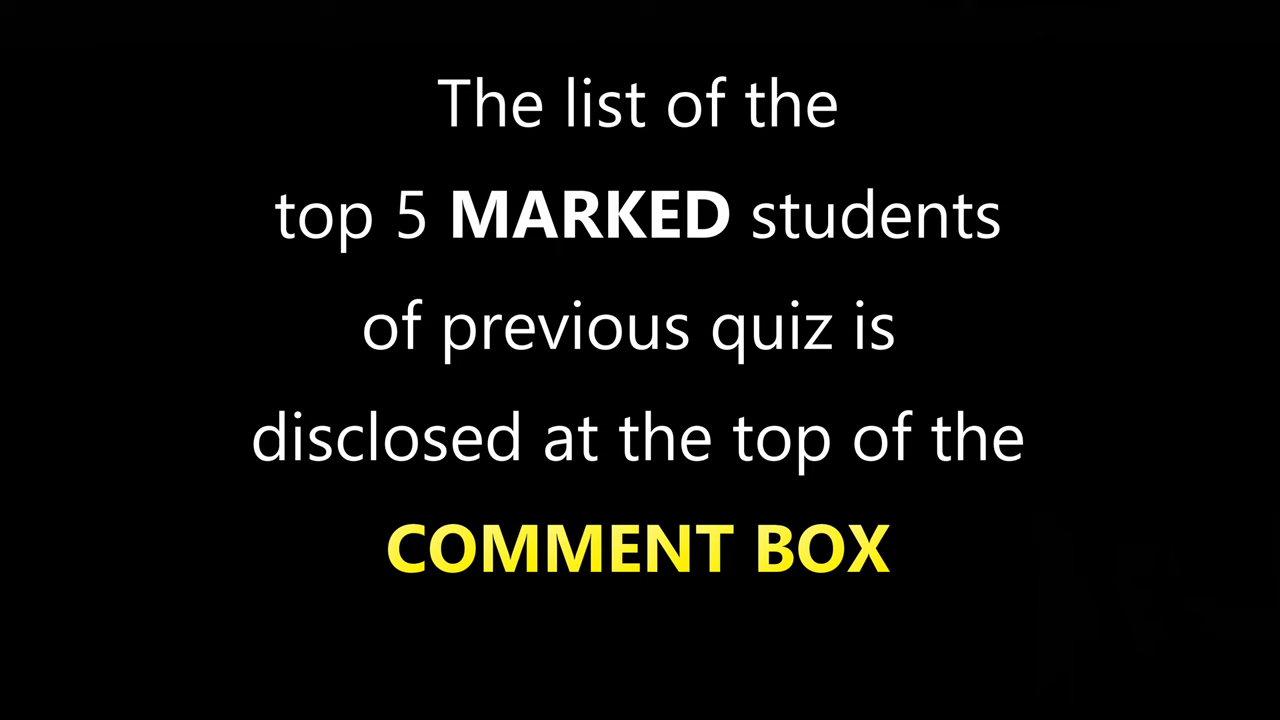 The list of the
top 5 MARKED students
of previous quiz is
disclosed at the top of the
COMMENT BOX